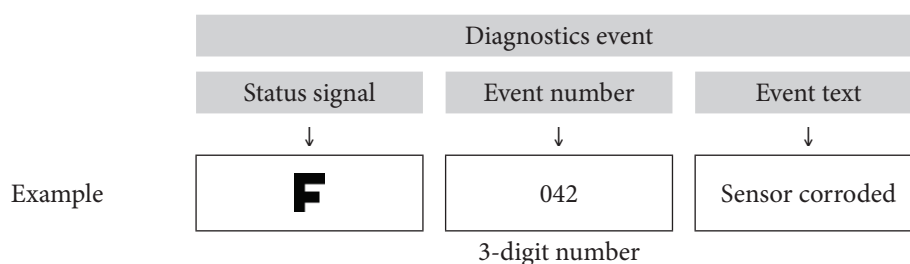 Diagnostics event
Status signal Event number Event text
↓ ↓ ↓
Example F 042 Sensor corroded
3-digit number